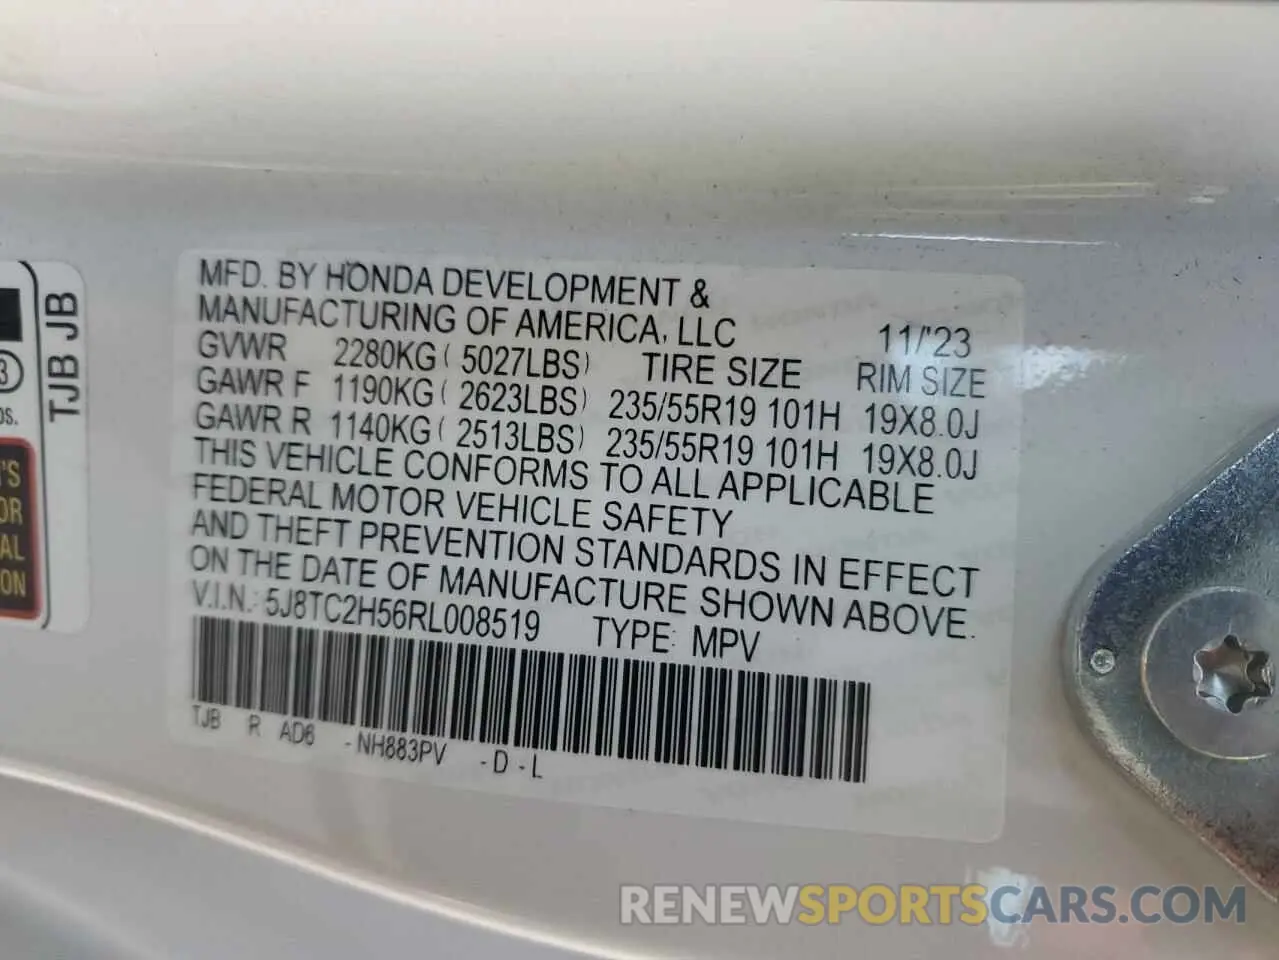 MFD. BY HONDA DEVELOPMENT &
MANUFACTURING OF AMERICA, LLC 11/'23
GVWR 2280KG ( 5027LBS) TIRE SIZE RIM SIZE
GAWR F 1190KG ( 2623LBS) 235/55R19 101H 19X8.0J
GAWR R 1140KG ( 2513LBS) 235/55R19 101H 19X8.0J
THIS VEHICLE CONFORMS TO ALL APPLICABLE
FEDERAL MOTOR VEHICLE SAFETY
AND THEFT PREVENTION STANDARDS IN EFFECT
ON THE DATE OF MANUFACTURE SHOWN ABOVE.
V.I.N.: 5J8TC2H56RL008519 TYPE: MPV
TJB R AD6 -NH883PV -D-L
TJB JB
RENEWSPORTSCARS.COM